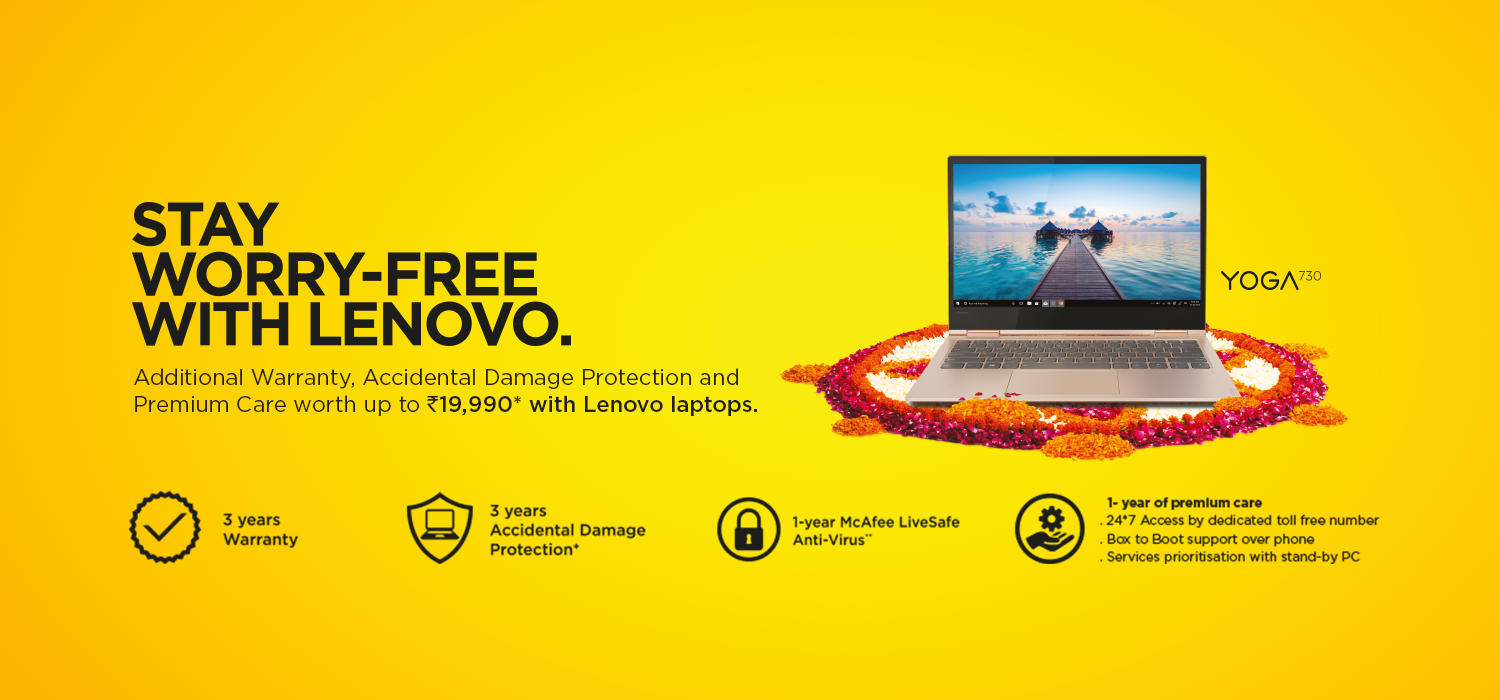 STAY
WORRY-FREE
WITH LENOVO.
Additional Warranty, Accidental Damage Protection and
Premium Care worth up to ₹19,990* with Lenovo laptops.
YOGA 730
3 years
Warranty
3 years
Accidental Damage
Protection*
1-year McAfee LiveSafe
Anti-Virus**
1- year of premium care
. 24*7 Access by dedicated toll free number
. Box to Boot support over phone
. Services prioritisation with stand-by PC